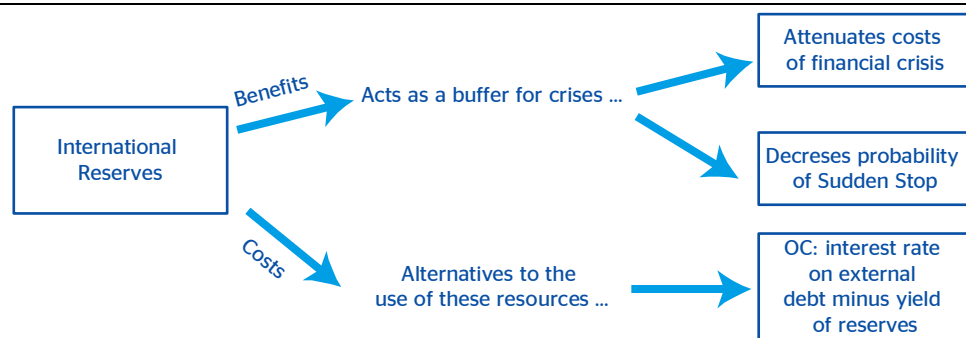 International
Reserves
Benefits
Acts as a buffer for crises ...
Attenuates costs
of financial crisis
Decreses probability
of Sudden Stop
Costs
Alternatives to the
use of these resources ...
OC: interest rate
on external
debt minus yield
of reserves